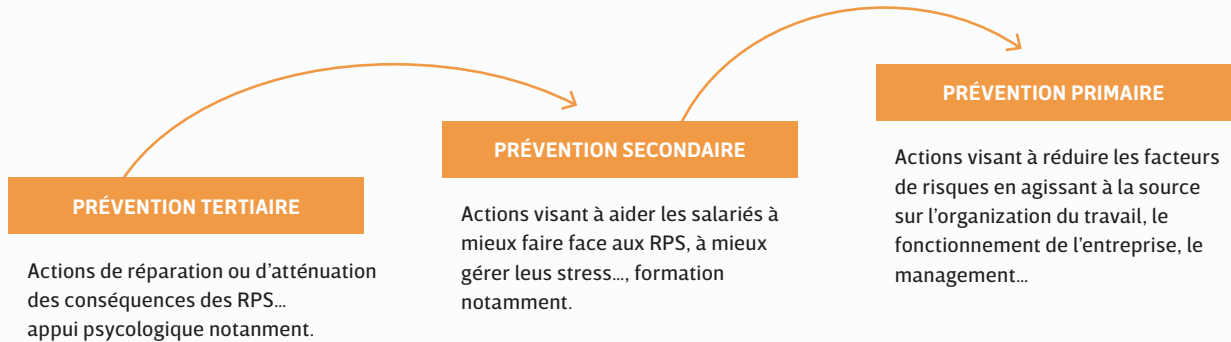 PRÉVENTION TERTIAIRE
Actions de réparation ou d'atténuation
des conséquences des RPS…
appui psycologique notanment.
PRÉVENTION SECONDAIRE
Actions visant à aider les salariés à
mieux faire face aux RPS, à mieux
gérer leus stress…, formation
notamment.
PRÉVENTION PRIMAIRE
Actions visant à réduire les facteurs
de risques en agissant à la source
sur l'organization du travail, le
fonctionnement de l'entreprise, le
management…